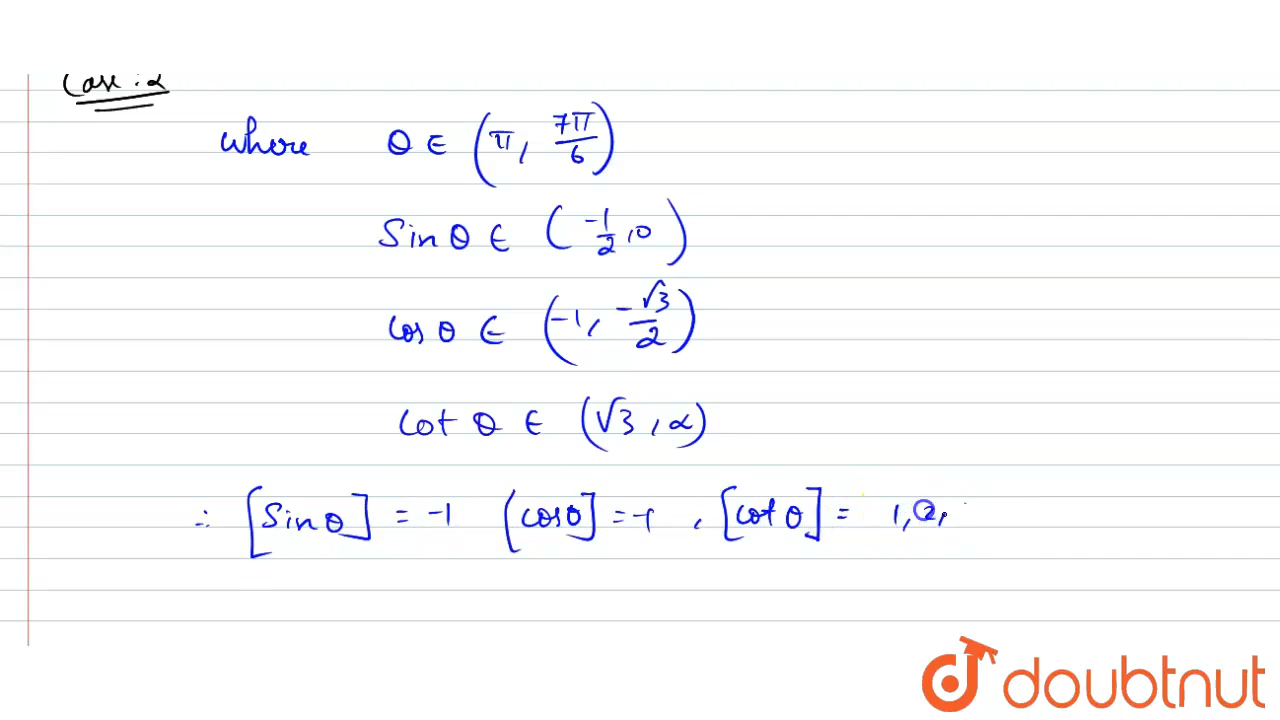 Case : 2
where θ ∈ (π, 7π/6)
Sin θ ∈ (-1/2, 0)
Cos θ ∈ (-1, -√3/2)
Cot θ ∈ (√3, α)
∴ [Sin θ] = -1 [cos θ] = -1, [cot θ] = 1, 2,
doubtnut